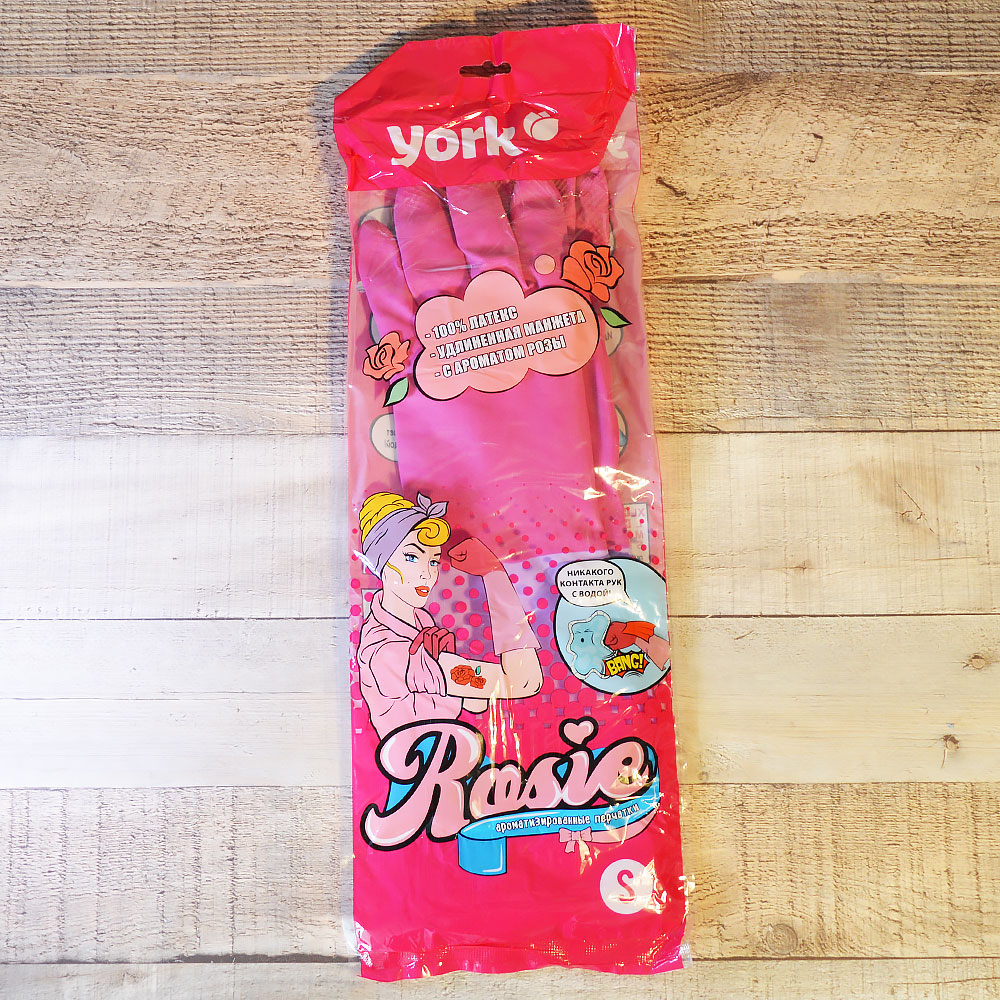 york
- 100% ЛАТЕКС
- УДЛИНЕННАЯ МАНЖЕТА
- С АРОМАТОМ РОЗЫ
НИКАКОГО
КОНТАКТА РУК
С ВОДОЙ!
BANG!
Rosie
ароматизированные перчатки
S